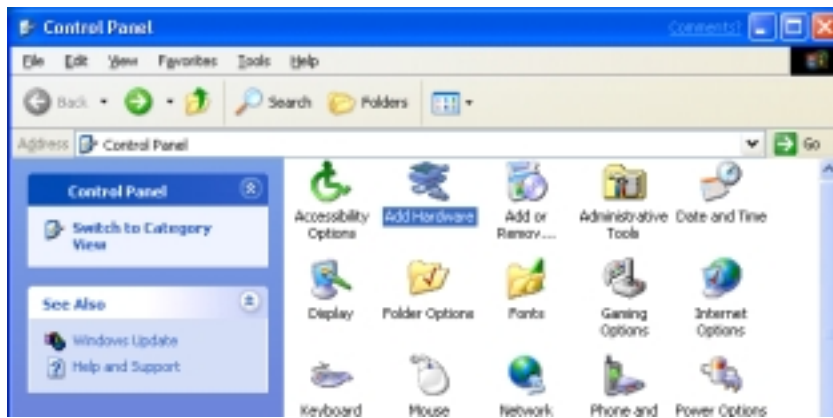 Control Panel
Comments?
File Edit View Favorites Tools Help
Back Search Folders
Address Control Panel Go
Control Panel
Switch to Category
View
See Also
Windows Update
Help and Support
Accessibility
Options
Add Hardware
Add or
Remov....
Administrative
Tools
Date and Time
Display
Folder Options
Fonts
Gaming
Options
Internet
Options
Keyboard
Mouse
Network
Phone and
Power Options